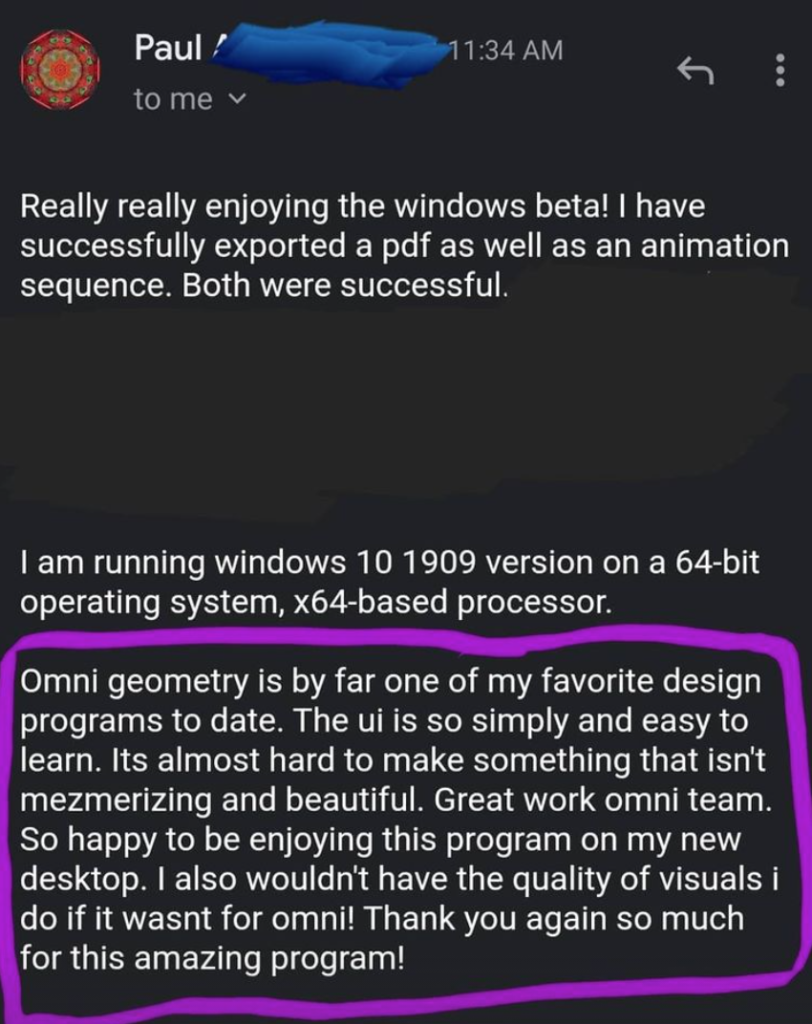 Paul
11:34 AM
to me
Really really enjoying the windows beta! I have
successfully exported a pdf as well as an animation
sequence. Both were successful.
I am running windows 10 1909 version on a 64-bit
operating system, x64-based processor.
Omni geometry is by far one of my favorite design
programs to date. The ui is so simply and easy to
learn. Its almost hard to make something that isn't
mezmerizing and beautiful. Great work omni team.
So happy to be enjoying this program on my new
desktop. I also wouldn't have the quality of visuals i
do if it wasnt for omni! Thank you again so much
for this amazing program!